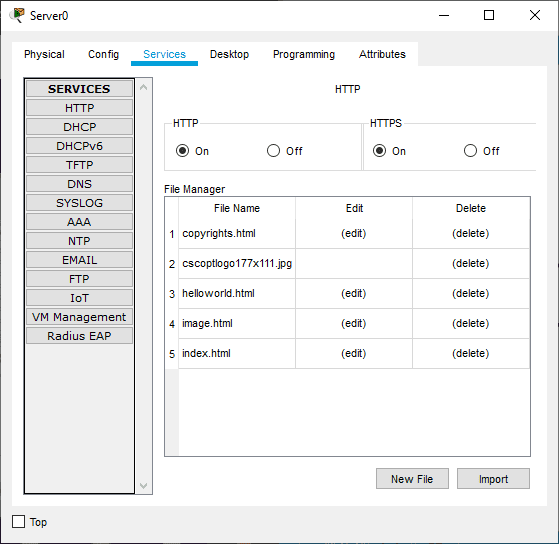 Server0
Physical Config Services Desktop Programming Attributes
SERVICES
HTTP
DHCP
DHCPv6
TFTP
DNS
SYSLOG
AAA
NTP
EMAIL
FTP
IoT
VM Management
Radius EAP
HTTP
HTTP HTTPS
On Off On Off
File Manager
File Name Edit Delete
1 copyrights.html (edit) (delete)
2 cscoptlogo177x111.jpg (delete)
3 helloworld.html (edit) (delete)
4 image.html (edit) (delete)
5 index.html (edit) (delete)
New File Import
Top